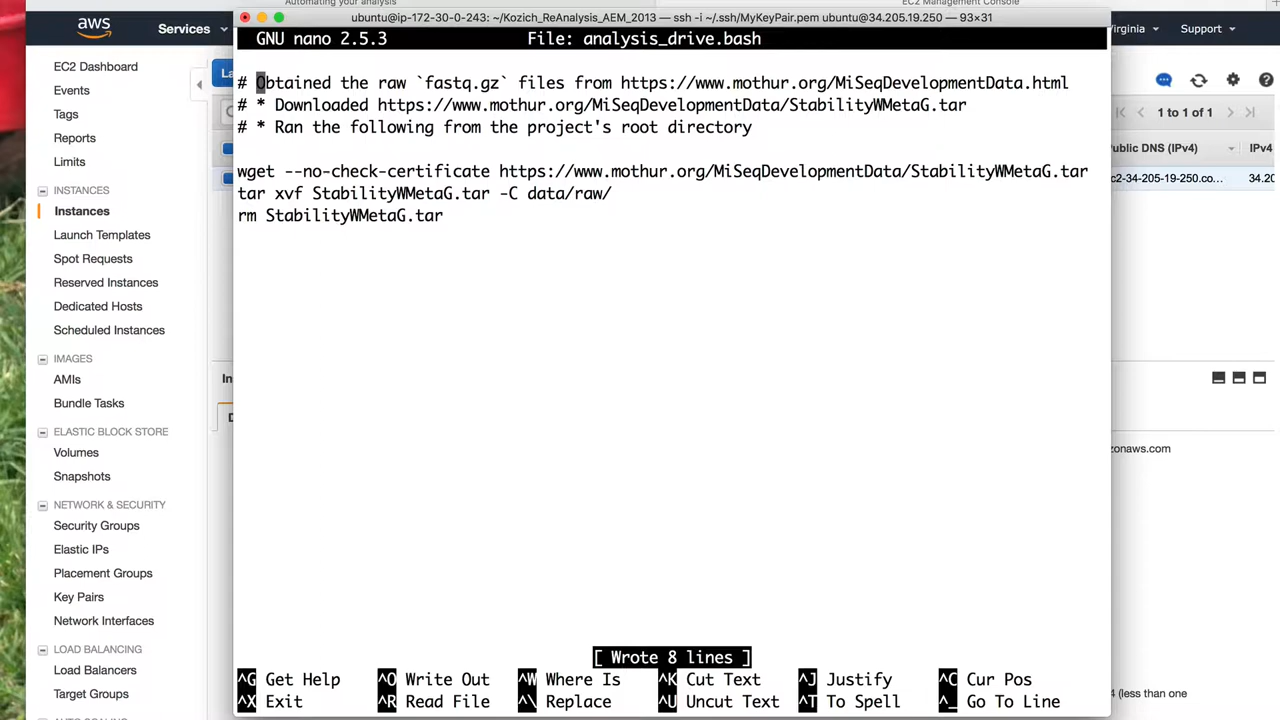 Automating your analysis
EC2 Management Console
ubuntu@ip-172-30-0-243: ~/Kozich_ReAnalysis_AEM_2013 — ssh -i ~/.ssh/MyKeyPair.pem ubuntu@34.205.19.250 — 93×31
aws
Services
Support
GNU nano 2.5.3 File: analysis_drive.bash
# Obtained the raw `fastq.gz` files from https://www.mothur.org/MiSeqDevelopmentData.html
# * Downloaded https://www.mothur.org/MiSeqDevelopmentData/StabilityWMetaG.tar
# * Ran the following from the project's root directory
wget --no-check-certificate https://www.mothur.org/MiSeqDevelopmentData/StabilityWMetaG.tar
tar xvf StabilityWMetaG.tar -C data/raw/
rm StabilityWMetaG.tar
[ Wrote 8 lines ]
^G Get Help ^O Write Out ^W Where Is ^K Cut Text ^J Justify ^C Cur Pos
^X Exit ^R Read File ^\ Replace ^U Uncut Text ^T To Spell ^_ Go To Line
EC2 Dashboard
Events
Tags
Reports
Limits
INSTANCES
Instances
Launch Templates
Spot Requests
Reserved Instances
Dedicated Hosts
Scheduled Instances
IMAGES
AMIs
Bundle Tasks
ELASTIC BLOCK STORE
Volumes
Snapshots
NETWORK & SECURITY
Security Groups
Elastic IPs
Placement Groups
Key Pairs
Network Interfaces
LOAD BALANCING
Load Balancers
Target Groups
1 to 1 of 1
DNS (IPv4) IPv4
c2-34-205-19-250.co... 34.20
zonaws.com
4 (less than one